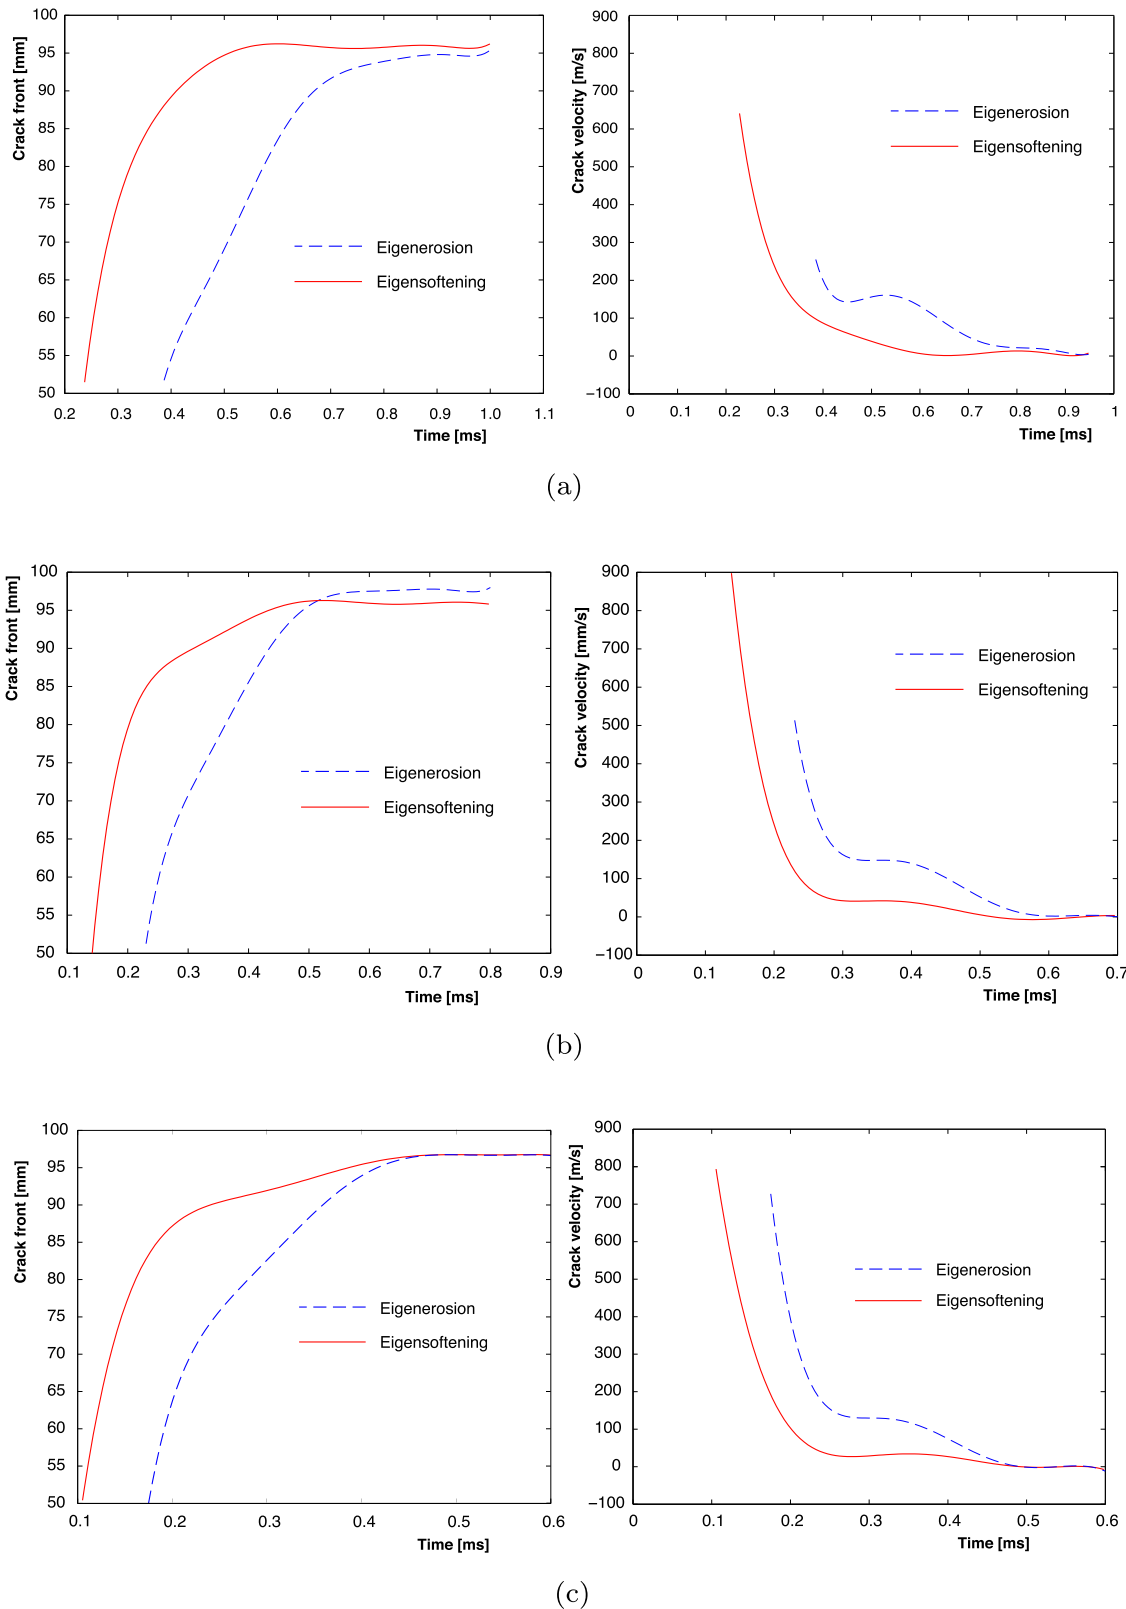 100
95
90
85
80
75
70
65
60
55
50
Crack front [mm]
Eigenerosion
Eigensoftening
0.2 0.3 0.4 0.5 0.6 0.7 0.8 0.9 1.0 1.1
Time [ms]
900
800
700
600
500
400
300
200
100
0
−100
Crack velocity [m/s]
Eigenerosion
Eigensoftening
0 0.1 0.2 0.3 0.4 0.5 0.6 0.7 0.8 0.9 1
Time [ms]
(a)
100
95
90
85
80
75
70
65
60
55
50
Crack front [mm]
Eigenerosion
Eigensoftening
0.1 0.2 0.3 0.4 0.5 0.6 0.7 0.8 0.9
Time [ms]
900
800
700
600
500
400
300
200
100
0
−100
Crack velocity [mm/s]
Eigenerosion
Eigensoftening
0 0.1 0.2 0.3 0.4 0.5 0.6 0.7
Time [ms]
(b)
100
95
90
85
80
75
70
65
60
55
50
Crack front [mm]
Eigenerosion
Eigensoftening
0.1 0.2 0.3 0.4 0.5 0.6
Time [ms]
900
800
700
600
500
400
300
200
100
0
−100
Crack velocity [m/s]
Eigenerosion
Eigensoftening
0 0.1 0.2 0.3 0.4 0.5 0.6
Time [ms]
(c)